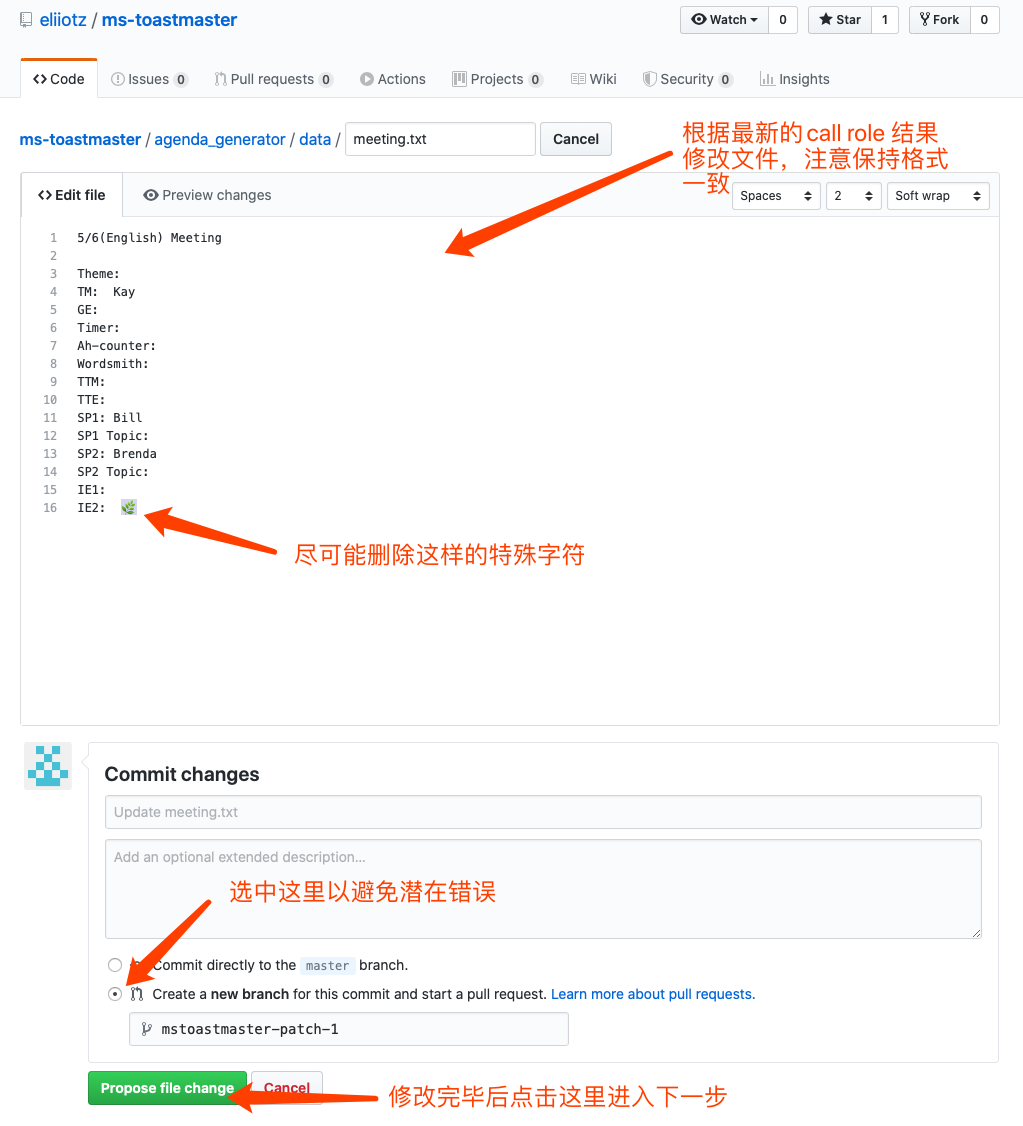 eliiotz / ms-toastmaster
Watch 0 Star 1 Fork 0
Code Issues 0 Pull requests 0 Actions Projects 0 Wiki Security 0 Insights
ms-toastmaster / agenda_generator / data / meeting.txt Cancel
根据最新的 call role 结果
修改文件，注意保持格式
一致
Edit file Preview changes Spaces 2 Soft wrap
1 5/6(English) Meeting
2
3 Theme:
4 TM:  Kay
5 GE:
6 Timer:
7 Ah-counter:
8 Wordsmith:
9 TTM:
10 TTE:
11 SP1: Bill
12 SP1 Topic:
13 SP2: Brenda
14 SP2 Topic:
15 IE1:
16 IE2:  🌿
尽可能删除这样的特殊字符
Commit changes
Update meeting.txt
Add an optional extended description...
选中这里以避免潜在错误
Commit directly to the master branch.
Create a new branch for this commit and start a pull request. Learn more about pull requests.
mstoastmaster-patch-1
Propose file change Cancel
修改完毕后点击这里进入下一步